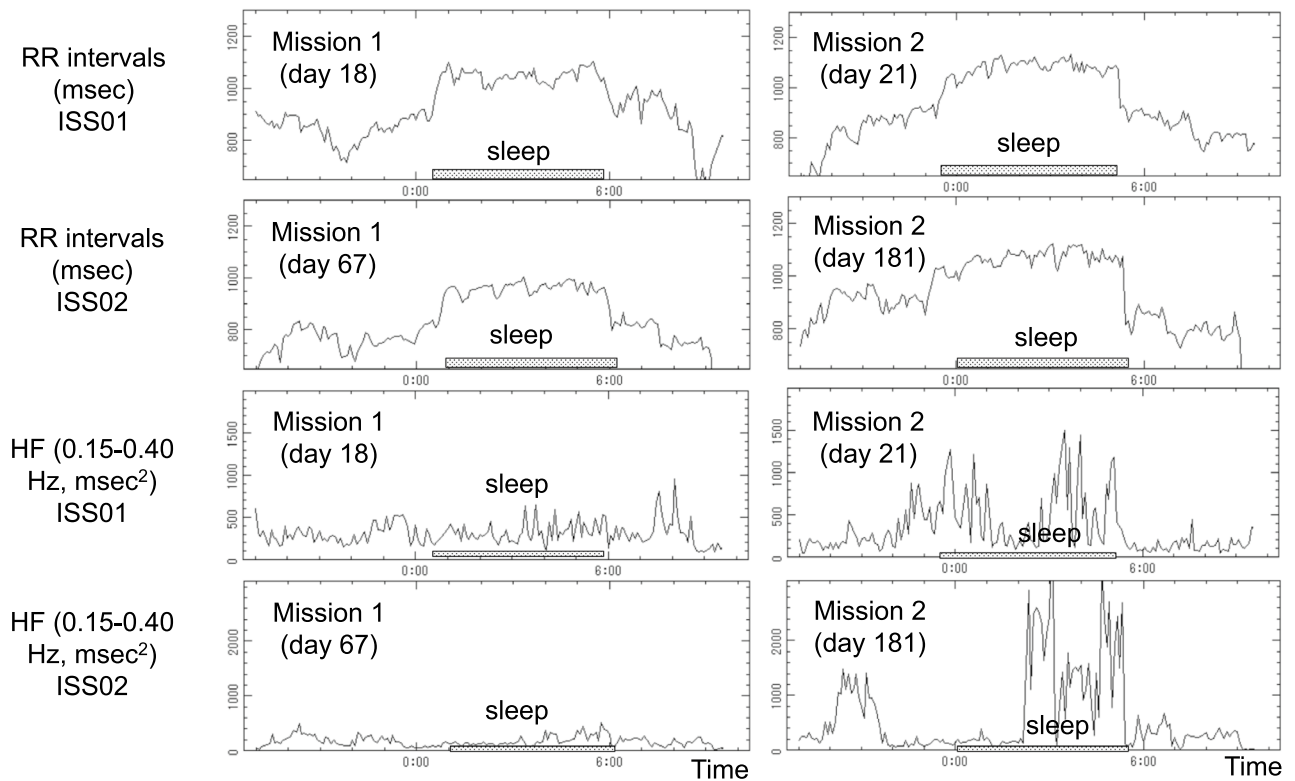 RR intervals
(msec)
ISS01
1200
1000
800
Mission 1
(day 18)
sleep
0:00
6:00
1200
1000
800
Mission 2
(day 21)
sleep
0:00
6:00
RR intervals
(msec)
ISS02
1200
1000
800
Mission 1
(day 67)
sleep
0:00
6:00
1200
1000
800
Mission 2
(day 181)
sleep
0:00
6:00
HF (0.15-0.40
Hz, msec²)
ISS01
1500
1000
500
0
Mission 1
(day 18)
sleep
0:00
6:00
1500
1000
500
0
Mission 2
(day 21)
sleep
0:00
6:00
HF (0.15-0.40
Hz, msec²)
ISS02
2000
1000
0
Mission 1
(day 67)
sleep
0:00
6:00
Time
2000
1000
0
Mission 2
(day 181)
sleep
0:00
6:00
Time